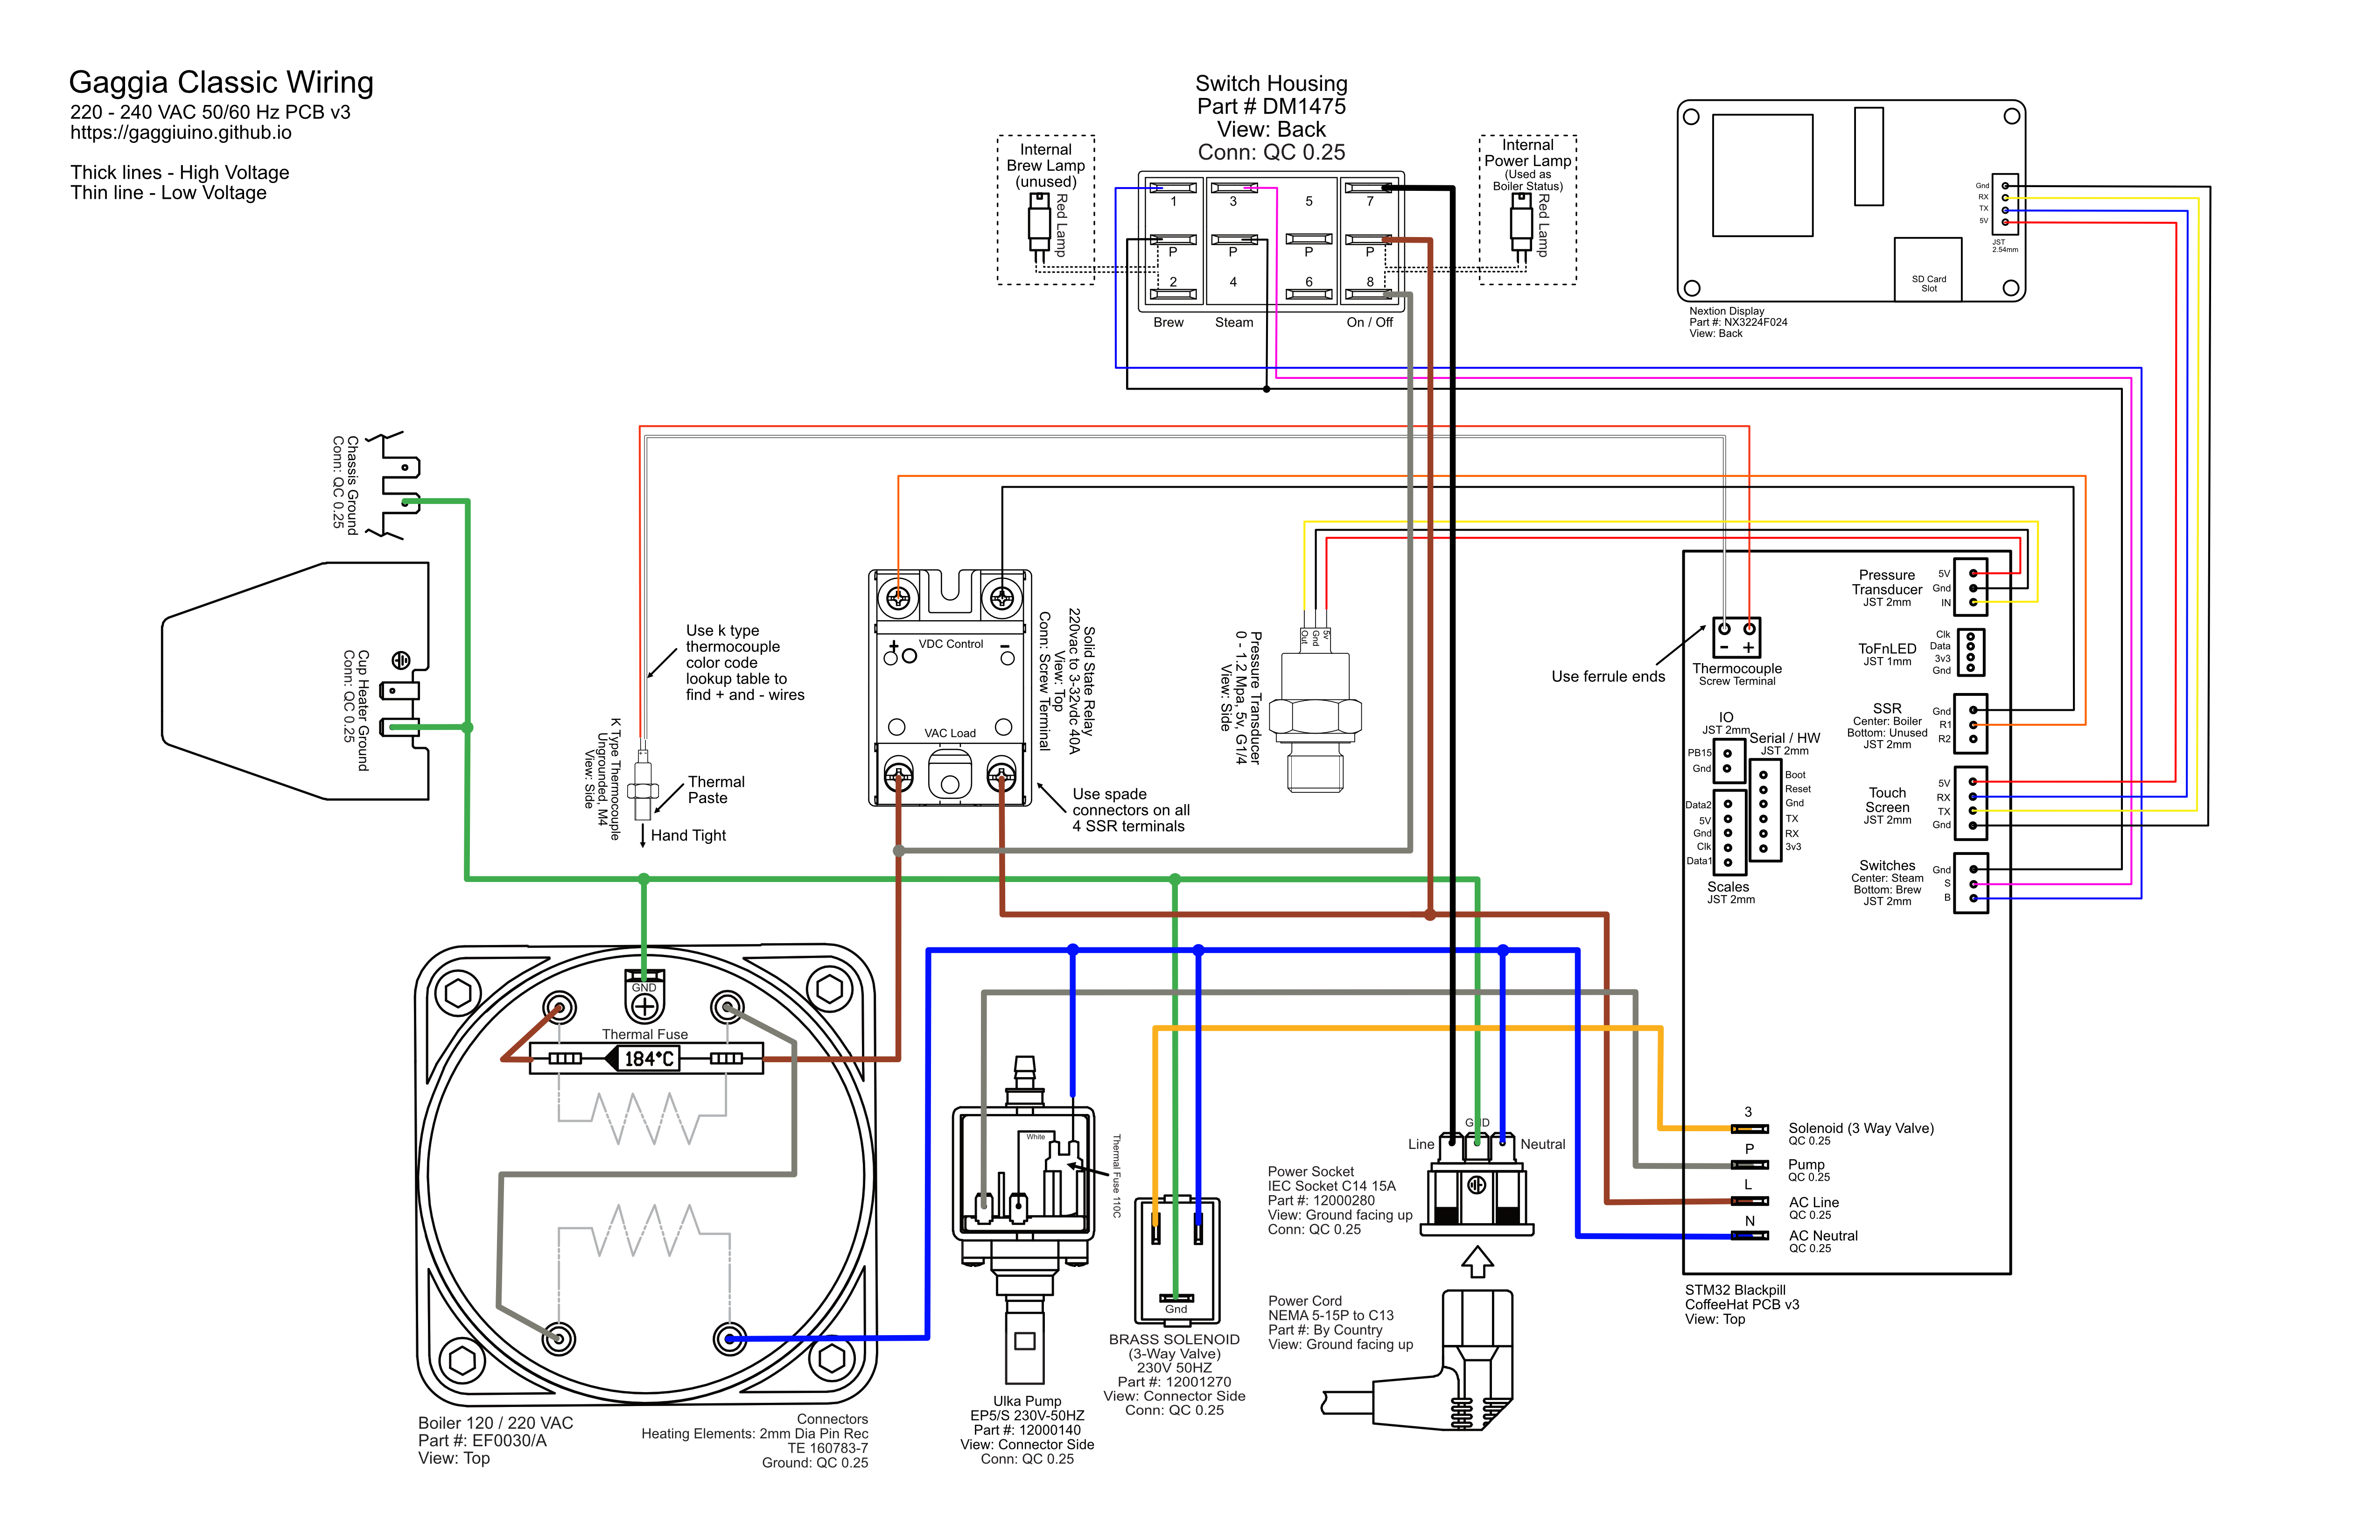 Gaggia Classic Wiring
220 - 240 VAC 50/60 Hz PCB v3
https://gaggiuino.github.io
Thick lines - High Voltage
Thin line - Low Voltage
Switch Housing
Part # DM1475
View: Back
Conn: QC 0.25
Internal
Brew Lamp
(unused)
Red Lamp
1
3
5
7
P
P
P
P
2
4
6
8
Brew
Steam
On / Off
Internal
Power Lamp
(Used as
Boiler Status)
Red Lamp
Gnd
RX
TX
5V
JST
2.54mm
SD Card
Slot
Nextion Display
Part #: NX3224F024
View: Back
Chassis Ground
Conn: QC 0.25
Cup Heater Ground
Conn: QC 0.25
Use k type
thermocouple
color code
lookup table to
find + and - wires
K Type Thermocouple
Ungrounded, M4
View: Side
Thermal
Paste
Hand Tight
+
VDC Control
-
VAC Load
Solid State Relay
220vac to 3-32vdc 40A
View: Top
Conn: Screw Terminal
Use spade
connectors on all
4 SSR terminals
Out
Gnd
5v
Pressure Transducer
0 - 1.2 Mpa, 5v, G1/4
View: Side
Use ferrule ends
- +
Thermocouple
Screw Terminal
Pressure
Transducer
JST 2mm
5V
Gnd
IN
ToFnLED
JST 1mm
Clk
Data
3v3
Gnd
SSR
Center: Boiler
Bottom: Unused
JST 2mm
Gnd
R1
R2
IO
JST 2mm
PB15
Gnd
Serial / HW
JST 2mm
Boot
Reset
Gnd
TX
RX
3v3
Data2
5V
Gnd
Clk
Data1
Scales
JST 2mm
Touch
Screen
JST 2mm
5V
RX
TX
Gnd
Switches
Center: Steam
Bottom: Brew
JST 2mm
Gnd
S
B
3
Solenoid (3 Way Valve)
QC 0.25
P
Pump
QC 0.25
L
AC Line
QC 0.25
N
AC Neutral
QC 0.25
STM32 Blackpill
CoffeeHat PCB v3
View: Top
GND
Thermal Fuse
184°C
Boiler 120 / 220 VAC
Part #: EF0030/A
View: Top
Connectors
Heating Elements: 2mm Dia Pin Rec
TE 160783-7
Ground: QC 0.25
White
Thermal Fuse 110C
Ulka Pump
EP5/S 230V-50HZ
Part #: 12000140
View: Connector Side
Conn: QC 0.25
Gnd
BRASS SOLENOID
(3-Way Valve)
230V 50HZ
Part #: 12001270
View: Connector Side
Conn: QC 0.25
GND
Line
Neutral
Power Socket
IEC Socket C14 15A
Part #: 12000280
View: Ground facing up
Conn: QC 0.25
Power Cord
NEMA 5-15P to C13
Part #: By Country
View: Ground facing up